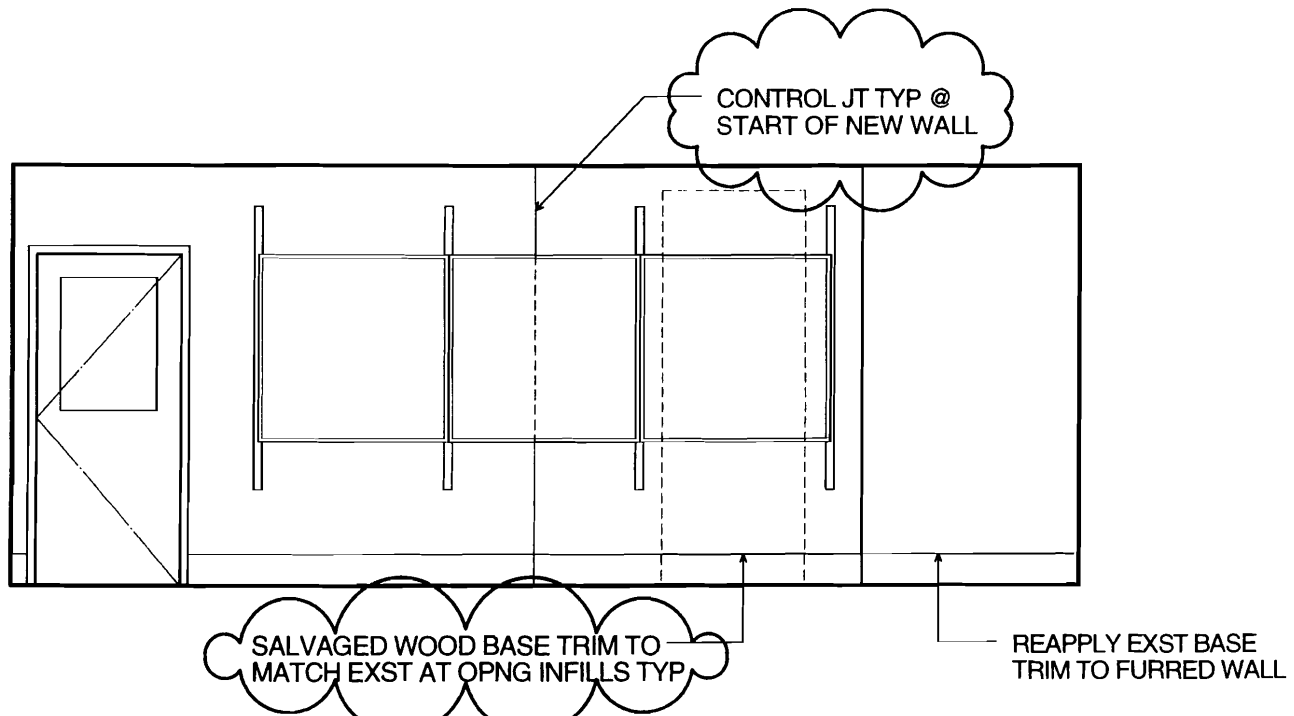 CONTROL JT TYP @
START OF NEW WALL
SALVAGED WOOD BASE TRIM TO
MATCH EXST AT OPNG INFILLS TYP
REAPPLY EXST BASE
TRIM TO FURRED WALL